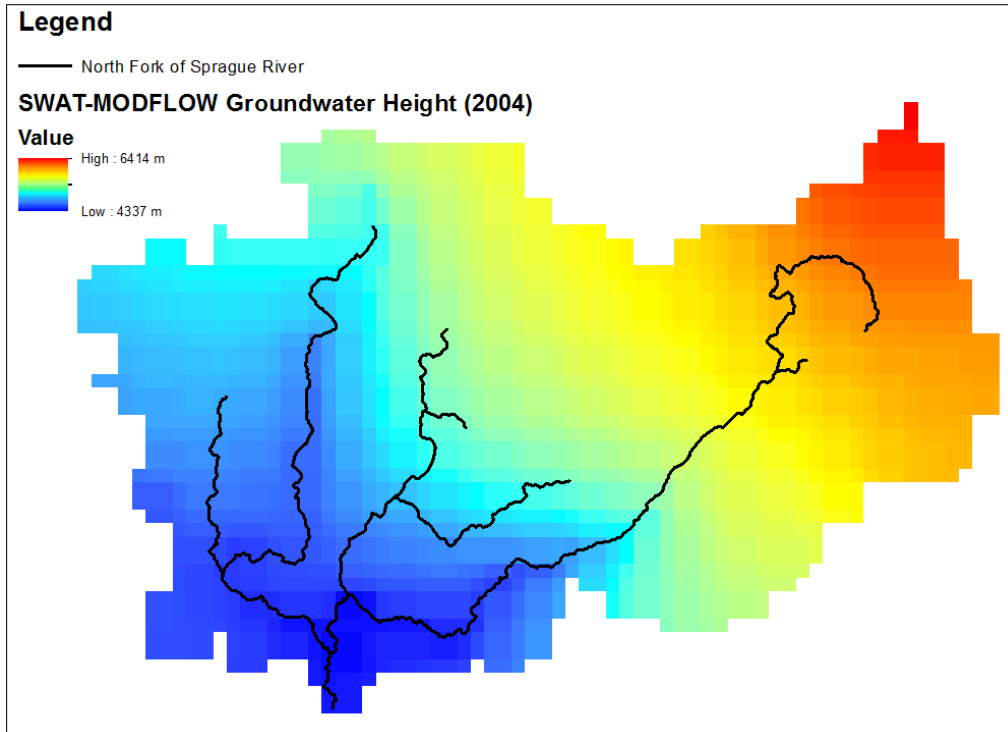 Legend
North Fork of Sprague River
SWAT-MODFLOW Groundwater Height (2004)
Value
High : 6414 m
Low : 4337 m